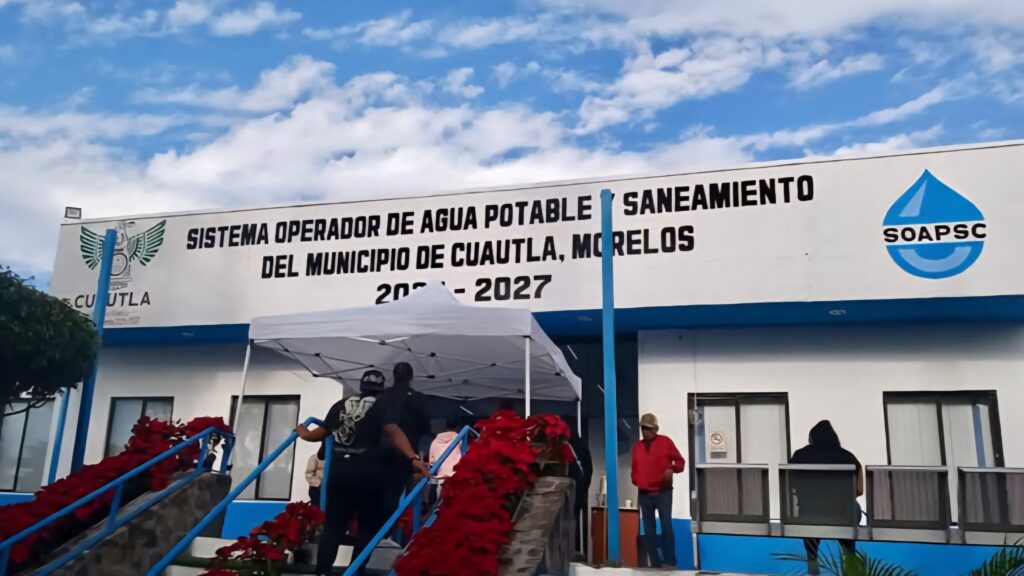 SISTEMA OPERADOR DE AGUA POTABLE Y SANEAMIENTO
DEL MUNICIPIO DE CUAUTLA, MORELOS
- 2027
CUAUTLA
SOAPSC